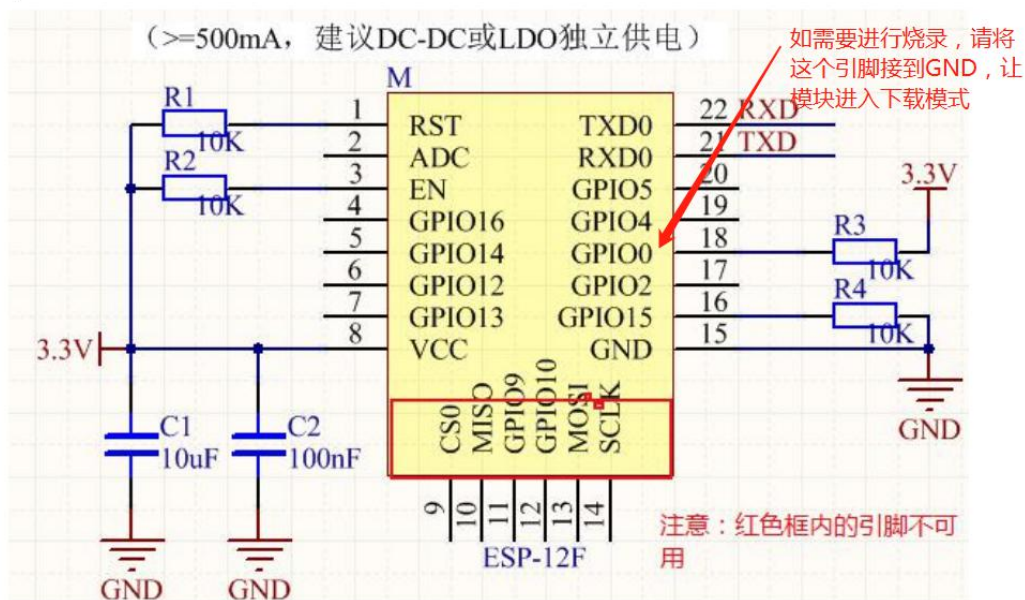 （>=500mA，建议DC-DC或LDO独立供电）
如需要进行烧录，请将
这个引脚接到GND，让
模块进入下载模式
M
R1
10K
R2
10K
1
2
3
4
5
6
7
8
RST
ADC
EN
GPIO16
GPIO14
GPIO12
GPIO13
VCC
TXD0
RXD0
GPIO5
GPIO4
GPIO0
GPIO2
GPIO15
GND
22
21
20
19
18
17
16
15
RXD
TXD
3.3V
R3
10K
R4
10K
GND
3.3V
C1
10uF
C2
100nF
GND
GND
CS0
MISO
GPIO9
GPIO10
MOSI
SCLK
9
10
11
12
13
14
ESP-12F
注意：红色框内的引脚不可
用